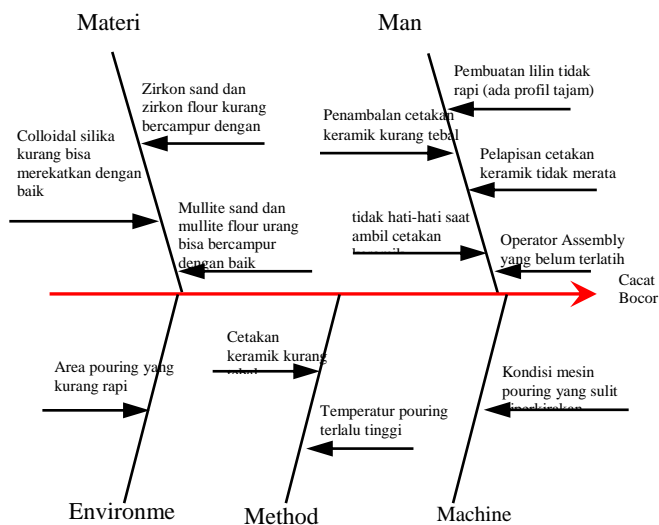 Materi
Man
Zirkon sand dan
zirkon flour kurang
bercampur dengan
Colloidal silika
kurang bisa
merekatkan dengan
baik
Mullite sand dan
mullite flour urang
bisa bercampur
dengan baik
Pembuatan lilin tidak
rapi (ada profil tajam)
Penambalan cetakan
keramik kurang tebal
Pelapisan cetakan
keramik tidak merata
tidak hati-hati saat
ambil cetakan
Operator Assembly
yang belum terlatih
Cacat
Bocor
Area pouring yang
kurang rapi
Cetakan
keramik kurang
Temperatur pouring
terlalu tinggi
Kondisi mesin
pouring yang sulit
diperkirakan
Environme
Method
Machine